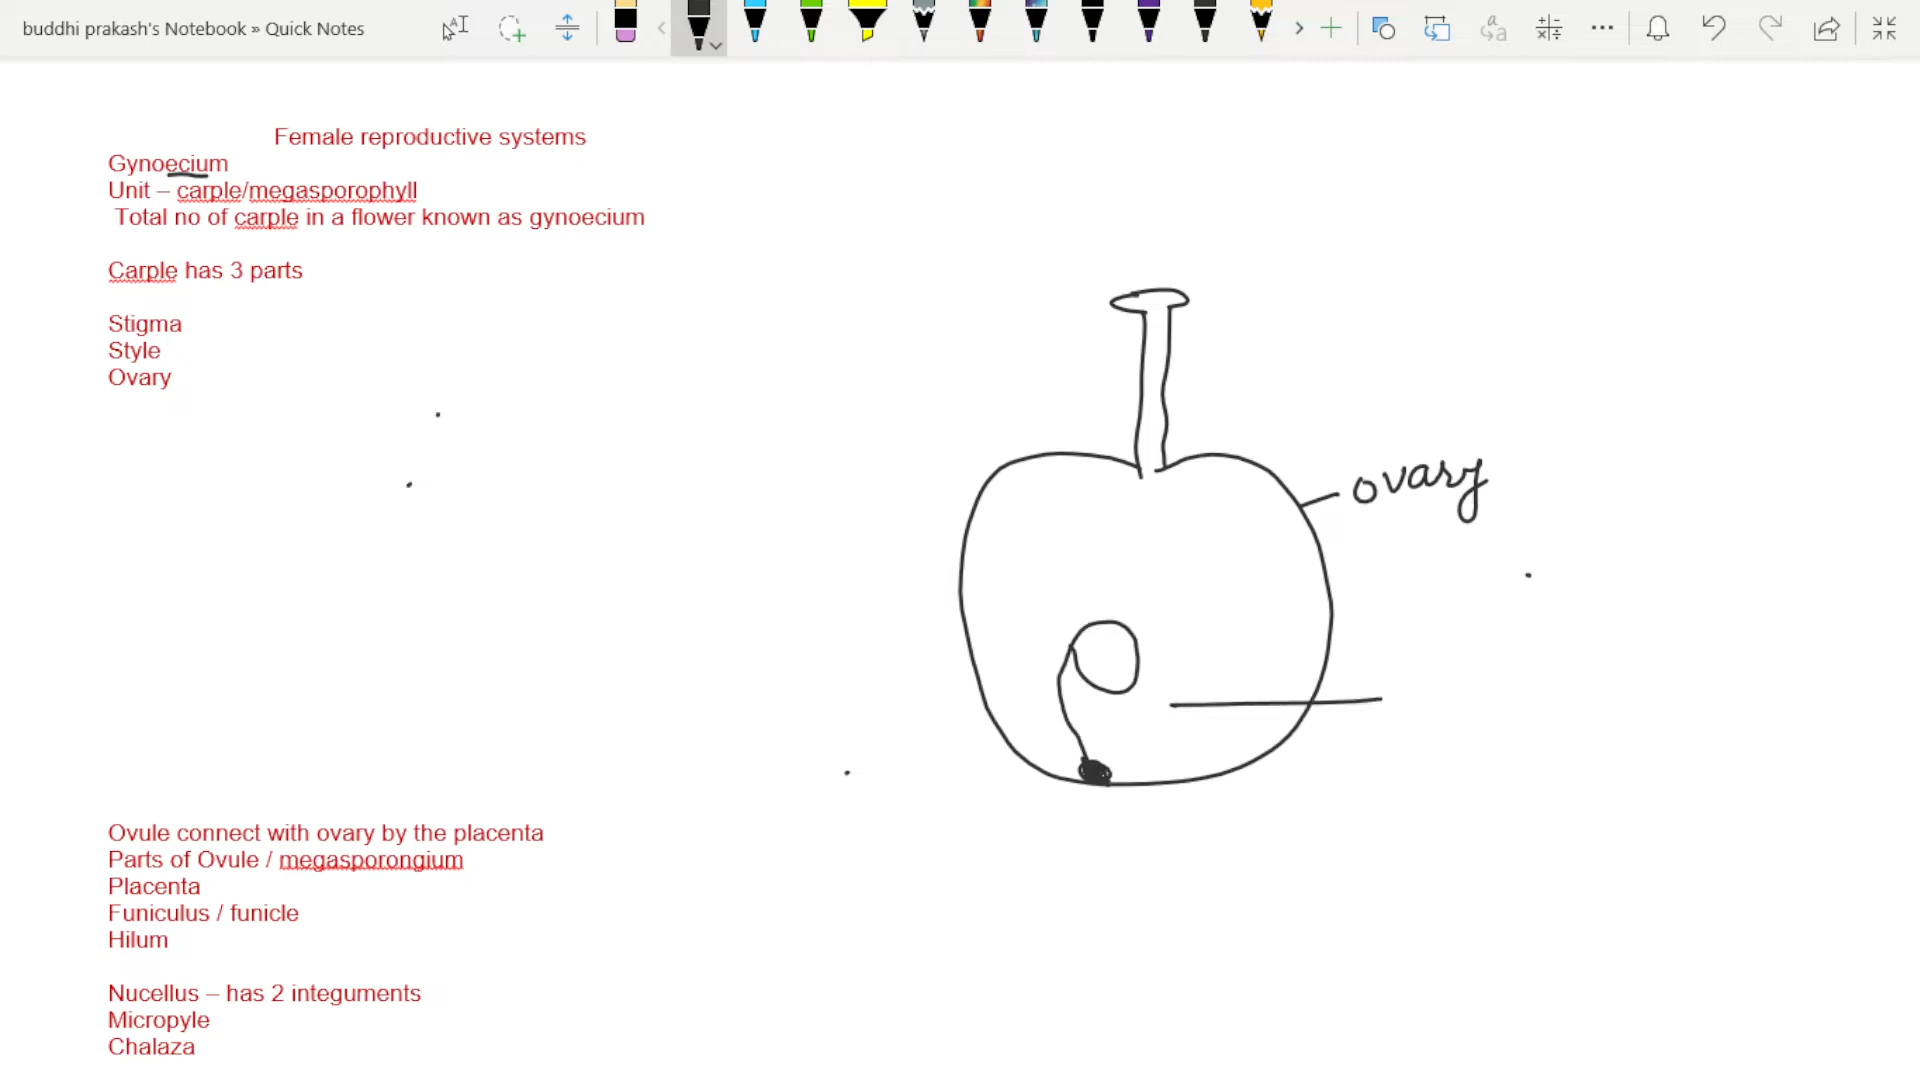 buddhi prakash's Notebook » Quick Notes
Female reproductive systems
Gynoecium
Unit – carple/megasporophyll
Total no of carple in a flower known as gynoecium
Carple has 3 parts
Stigma
Style
Ovary
ovary
Ovule connect with ovary by the placenta
Parts of Ovule / megasporongium
Placenta
Funiculus / funicle
Hilum
Nucellus – has 2 integuments
Micropyle
Chalaza